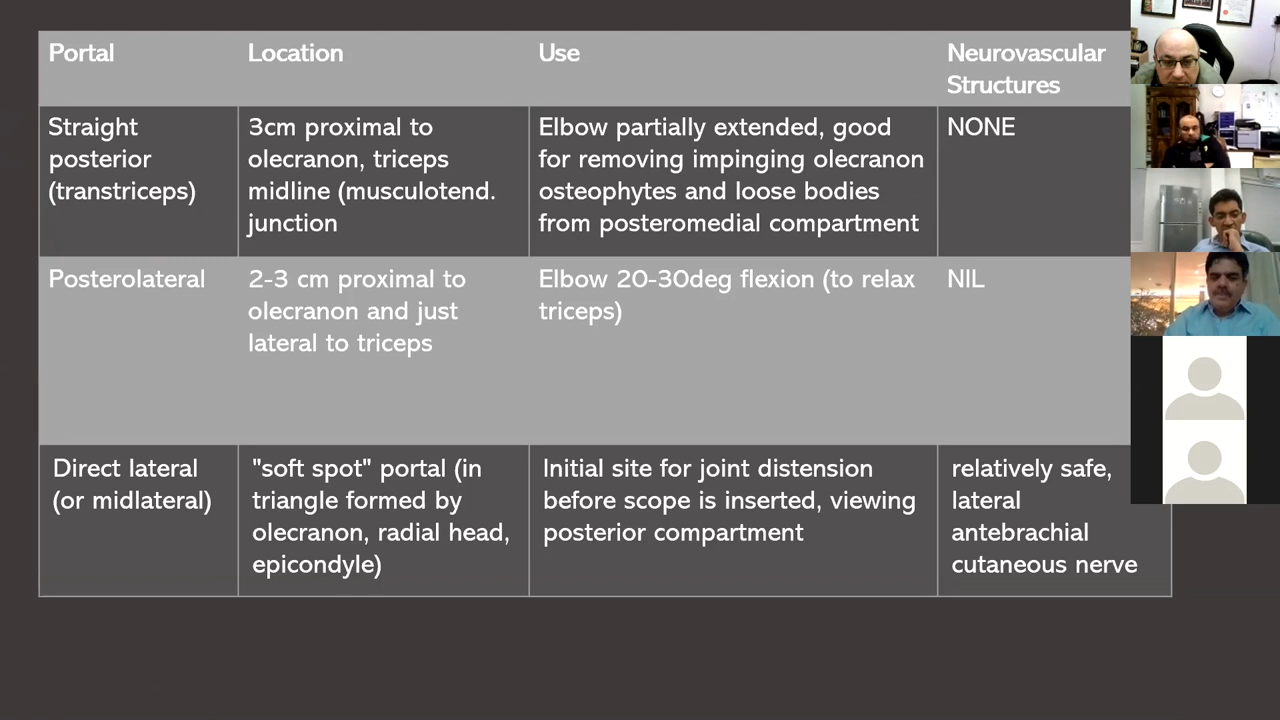 Portal
Location
Use
Neurovascular
Structures
Straight
posterior
(transtriceps)
3cm proximal to
olecranon, triceps
midline (musculotend.
junction
Elbow partially extended, good
for removing impinging olecranon
osteophytes and loose bodies
from posteromedial compartment
NONE
Posterolateral
2-3 cm proximal to
olecranon and just
lateral to triceps
Elbow 20-30deg flexion (to relax
triceps)
NIL
Direct lateral
(or midlateral)
"soft spot" portal (in
triangle formed by
olecranon, radial head,
epicondyle)
Initial site for joint distension
before scope is inserted, viewing
posterior compartment
relatively safe,
lateral
antebrachial
cutaneous nerve